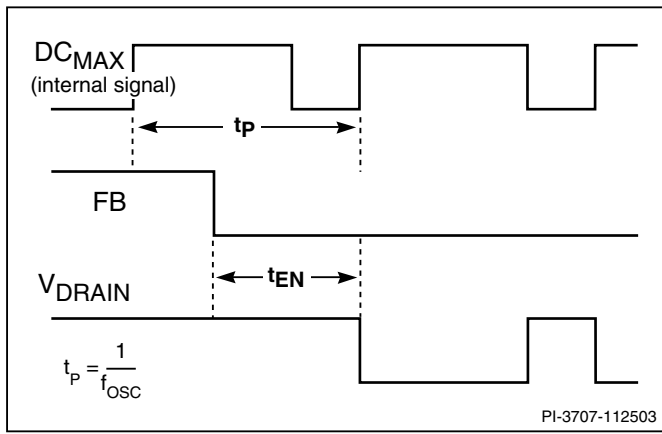 DCMAX
(internal signal)
tP
FB
tEN
VDRAIN
tP = 1
fOSC
PI-3707-112503